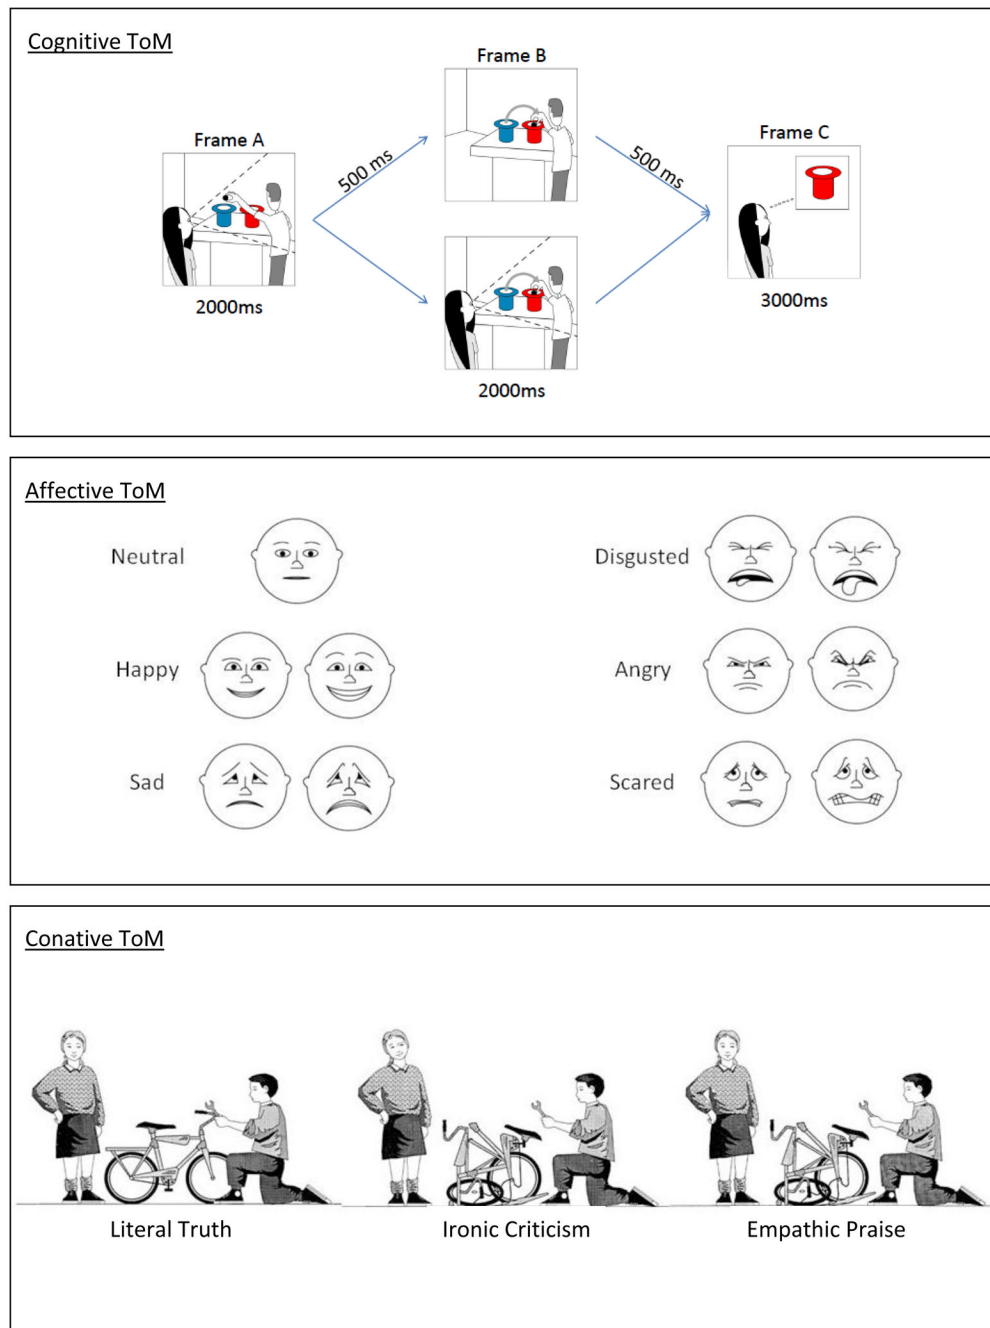 Cognitive ToM
Frame B
Frame A
500 ms
500 ms
Frame C
2000ms
3000ms
2000ms
Affective ToM
Neutral
Disgusted
Happy
Angry
Sad
Scared
Conative ToM
Literal Truth
Ironic Criticism
Empathic Praise